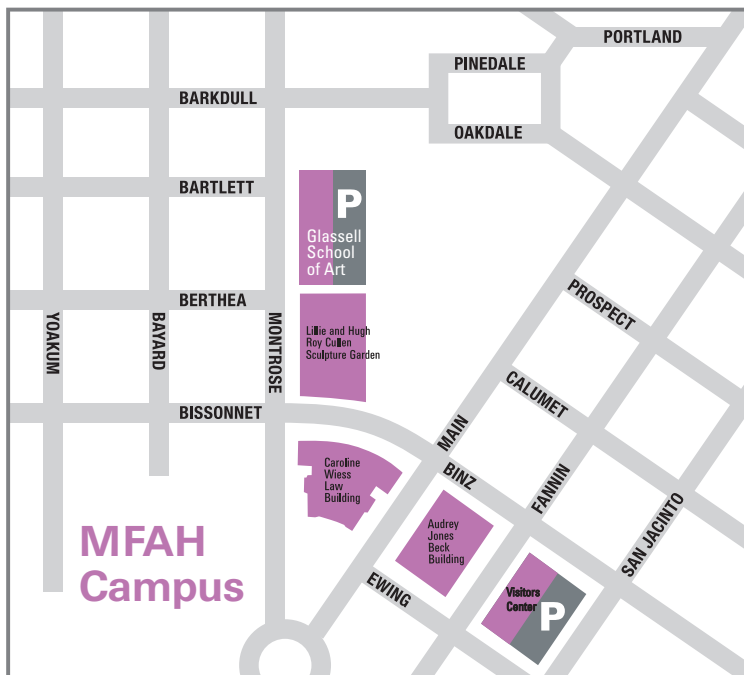 PORTLAND
PINEDALE
BARKDULL
OAKDALE
BARTLETT
P
Glassell
School
of Art
BERTHEA
PROSPECT
YOAKUM
BAYARD
MONTROSE
Lillie and Hugh
Roy Cullen
Sculpture Garden
CALUMET
BISSONNET
MAIN
BINZ
FANNIN
SAN JACINTO
Caroline
Wiess
Law
Building
Audrey
Jones
Beck
Building
MFAH
Campus
EWING
Visitors
Center
P